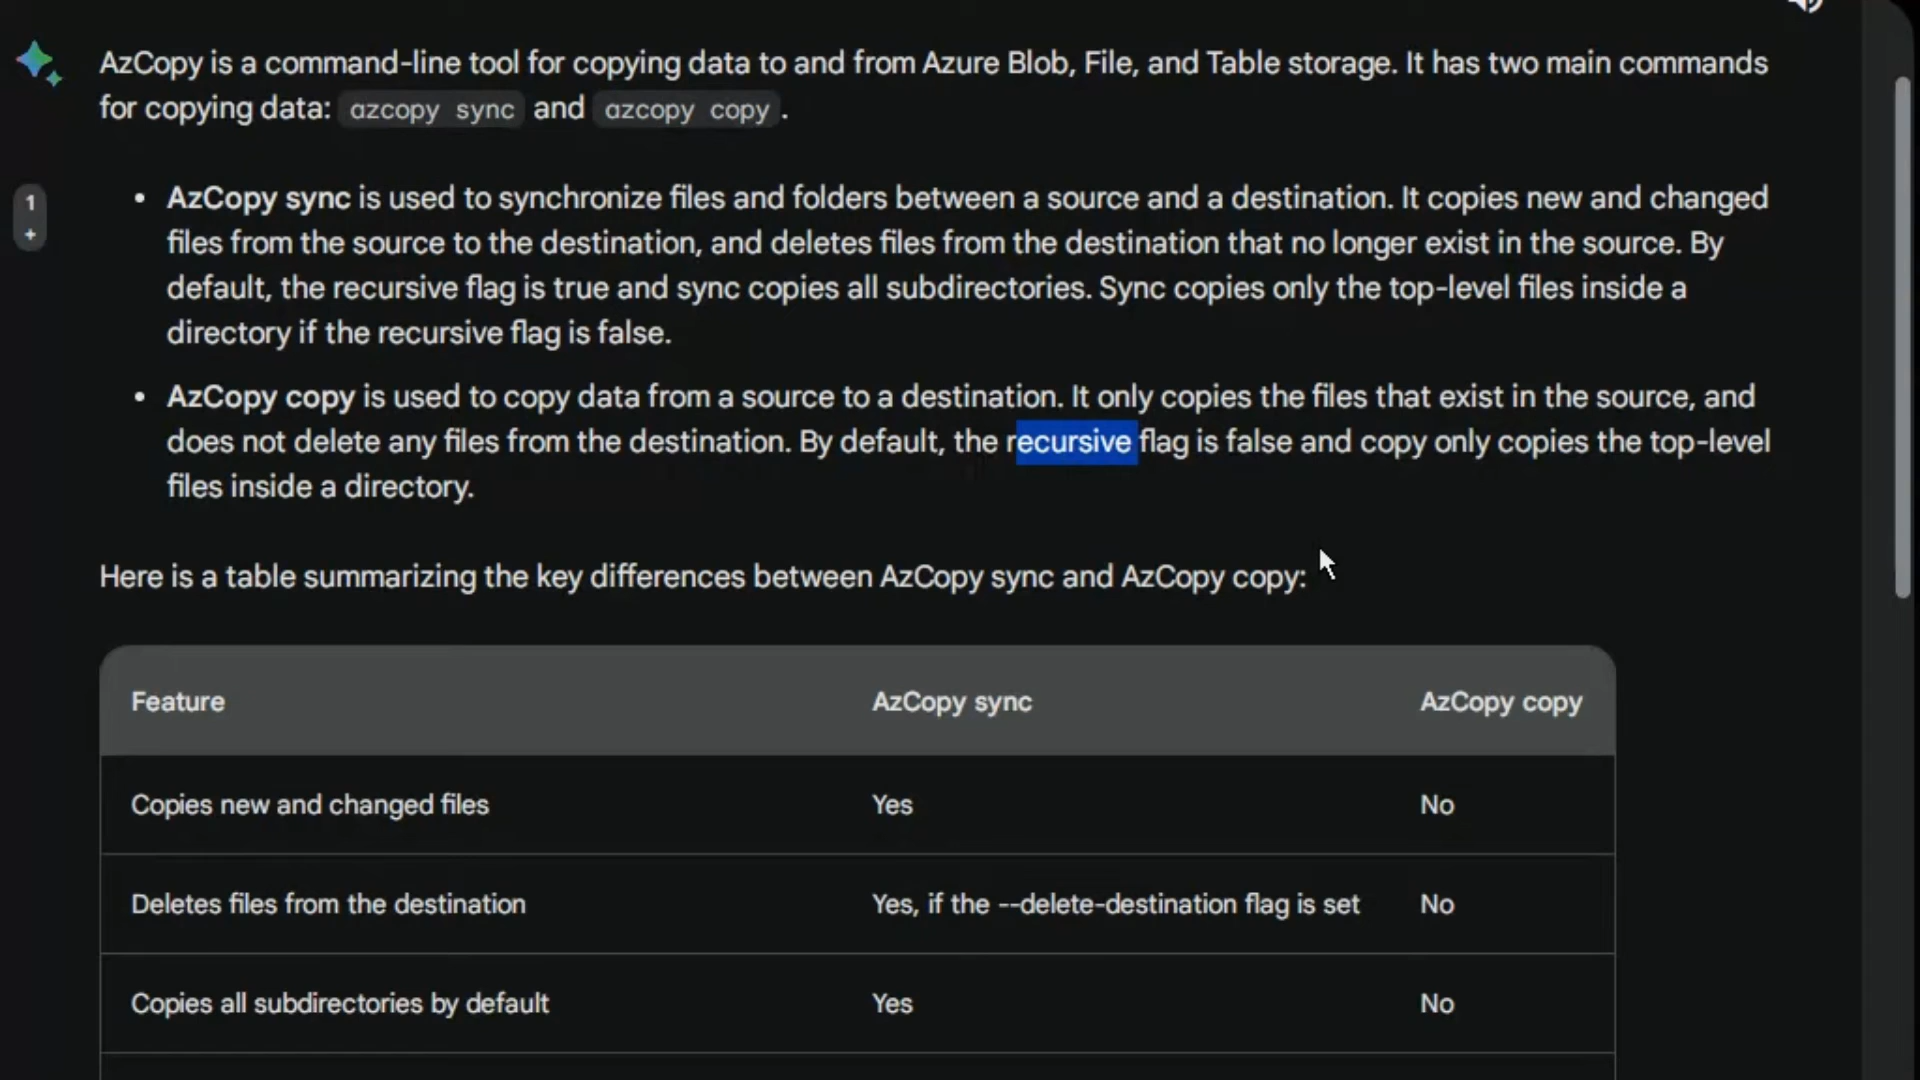 AzCopy is a command-line tool for copying data to and from Azure Blob, File, and Table storage. It has two main commands
for copying data: azcopy sync and azcopy copy.
1
+
• AzCopy sync is used to synchronize files and folders between a source and a destination. It copies new and changed
files from the source to the destination, and deletes files from the destination that no longer exist in the source. By
default, the recursive flag is true and sync copies all subdirectories. Sync copies only the top-level files inside a
directory if the recursive flag is false.
• AzCopy copy is used to copy data from a source to a destination. It only copies the files that exist in the source, and
does not delete any files from the destination. By default, the recursive flag is false and copy only copies the top-level
files inside a directory.
Here is a table summarizing the key differences between AzCopy sync and AzCopy copy:
Feature AzCopy sync AzCopy copy
Copies new and changed files Yes No
Deletes files from the destination Yes, if the --delete-destination flag is set No
Copies all subdirectories by default Yes No